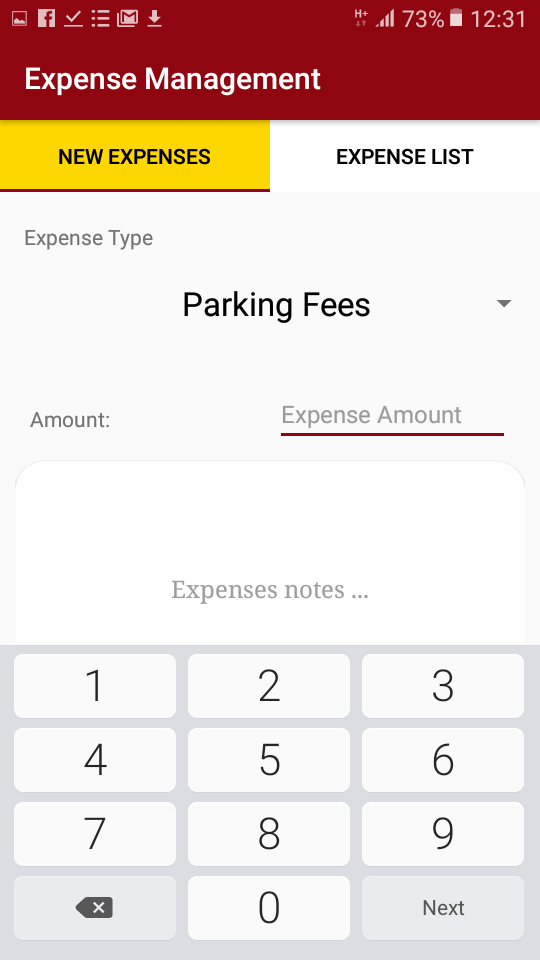 H+ 73% 12:31
Expense Management
NEW EXPENSES EXPENSE LIST
Expense Type
Parking Fees
Amount: Expense Amount
Expenses notes ...
1 2 3
4 5 6
7 8 9
0 Next